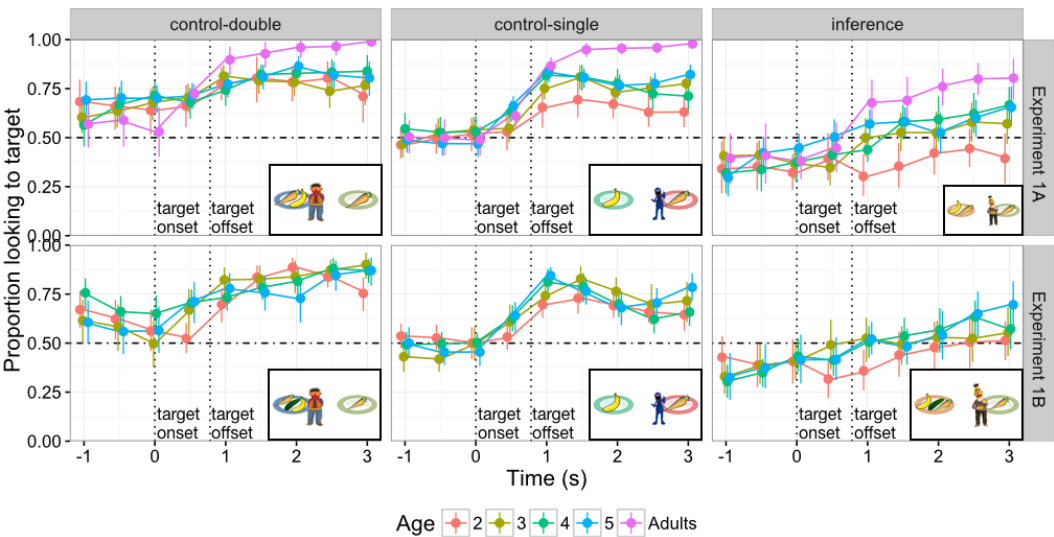 control-double control-single inference
Proportion looking to target
1.00
0.75
0.50
0.25
0.00
target onset target offset
target onset target offset
target onset target offset
Experiment 1A
1.00
0.75
0.50
0.25
0.00
target onset target offset
target onset target offset
target onset target offset
Experiment 1B
-1 0 1 2 3 -1 0 1 2 3 -1 0 1 2 3
Time (s)
Age 2 3 4 5 Adults